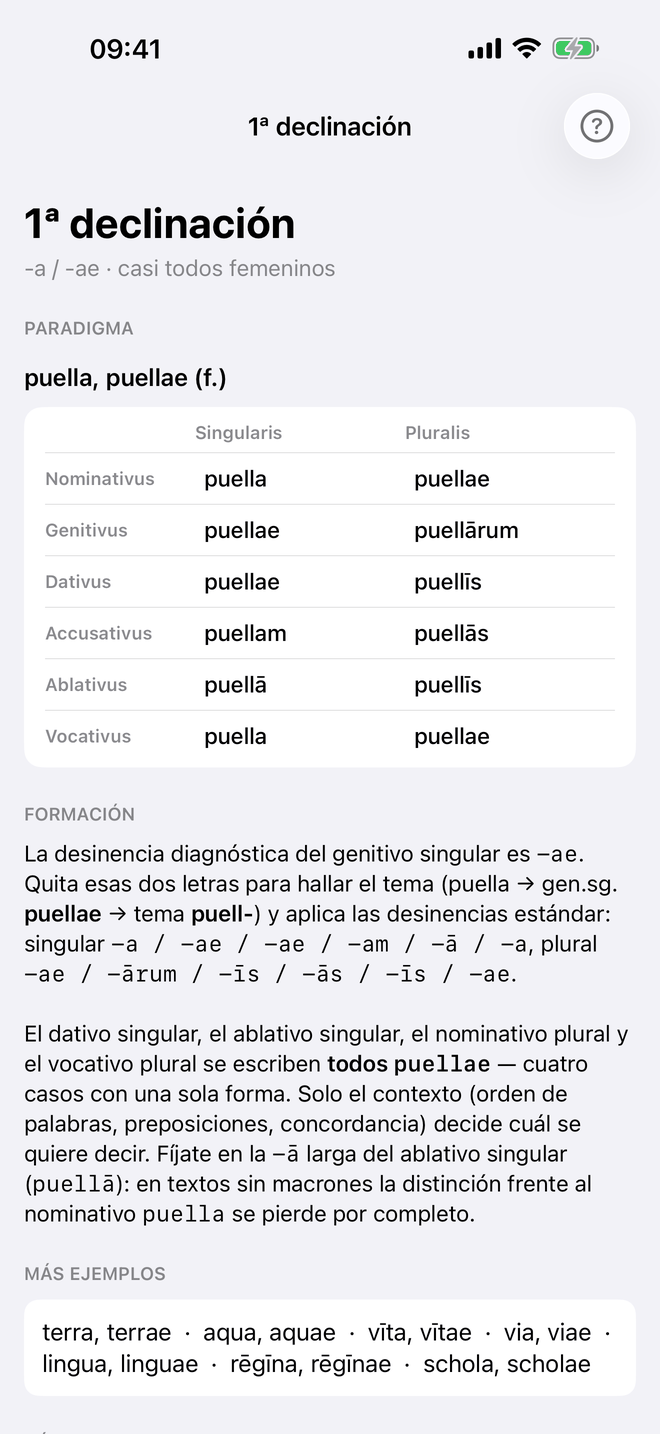 09:41
1ª declinación
1ª declinación
-a / -ae · casi todos femeninos
PARADIGMA
puella, puellae (f.)
Singularis Pluralis
Nominativus puella puellae
Genitivus puellae puellārum
Dativus puellae puellīs
Accusativus puellam puellās
Ablativus puellā puellīs
Vocativus puella puellae
FORMACIÓN
La desinencia diagnóstica del genitivo singular es –ae.
Quita esas dos letras para hallar el tema (puella → gen.sg.
puellae → tema puell-) y aplica las desinencias estándar:
singular –a / –ae / –ae / –am / –ā / –a, plural
–ae / –ārum / –īs / –ās / –īs / –ae.
El dativo singular, el ablativo singular, el nominativo plural y
el vocativo plural se escriben todos puellae — cuatro
casos con una sola forma. Solo el contexto (orden de
palabras, preposiciones, concordancia) decide cuál se
quiere decir. Fíjate en la –ā larga del ablativo singular
(puellā): en textos sin macrones la distinción frente al
nominativo puella se pierde por completo.
MÁS EJEMPLOS
terra, terrae · aqua, aquae · vīta, vītae · via, viae ·
lingua, linguae · rēgīna, rēgīnae · schola, scholae